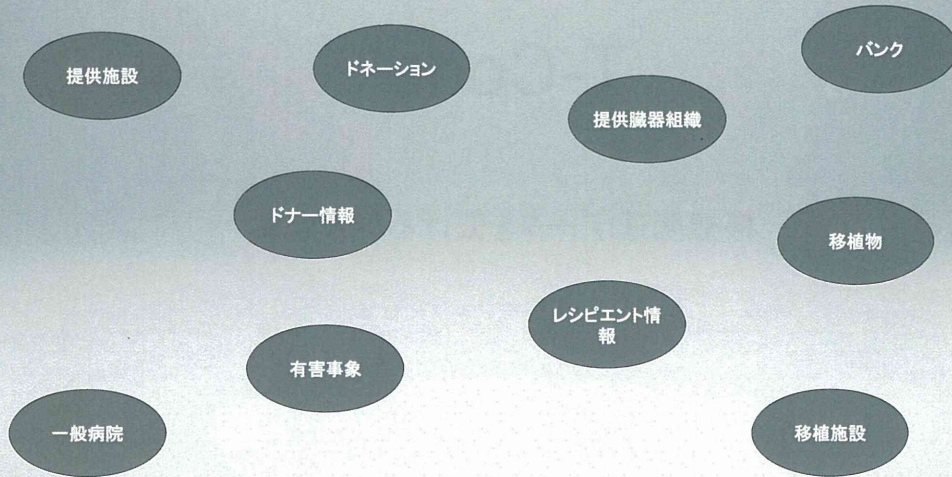 バンク
ドネーション
提供施設
提供臓器組織
ドナー情報
移植物
レシピエント情
報
有害事象
一般病院
移植施設